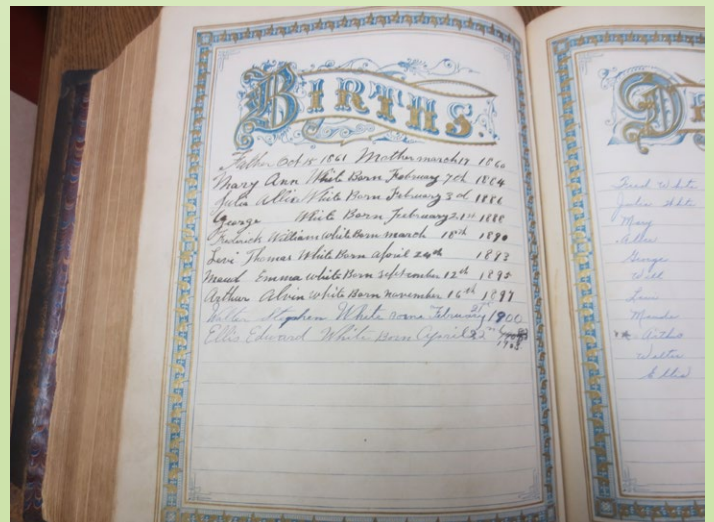 BIRTHS.
Father Oct 15 1861 Mother march 17 1860
Mary Ann White Born February 7th 1884
Julia Allie White Born February 3rd 1886
George White Born February 21st 1888
Fredrick William White Born march 18th 1890
Levi Thomas White Born April 24th 1893
Maud Emma White Born september 12th 1895
Arthur Alvin White Born November 16th 1897
Walter Stephen White Born February 1900
Ellis Edward White Born April 2nd 1903
Fred White
Julia White
Mary
Allie
George
Will
Levi
Maude
Arthur
Walter
Ellis